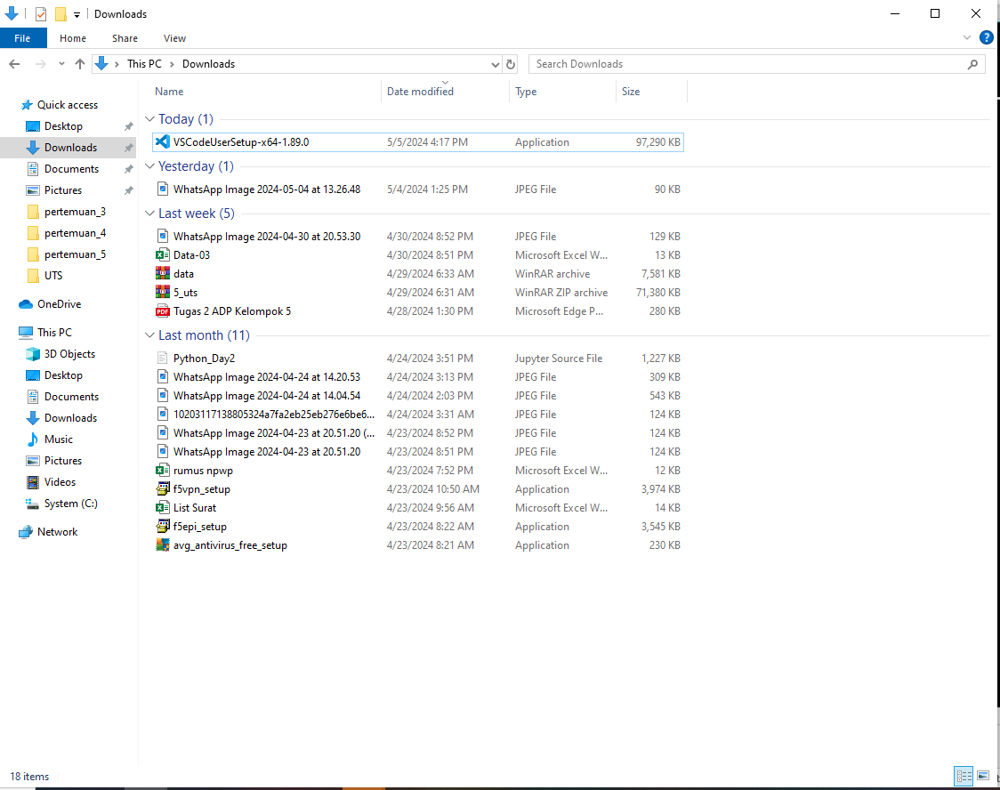 Downloads
File Home Share View
This PC > Downloads
Search Downloads
Name Date modified Type Size
Quick access
Desktop
Downloads
Documents
Pictures
pertemuan_3
pertemuan_4
pertemuan_5
UTS
OneDrive
This PC
3D Objects
Desktop
Documents
Downloads
Music
Pictures
Videos
System (C:)
Network
Today (1)
VSCodeUserSetup-x64-1.89.0 5/5/2024 4:17 PM Application 97,290 KB
Yesterday (1)
WhatsApp Image 2024-05-04 at 13.26.48 5/4/2024 1:25 PM JPEG File 90 KB
Last week (5)
WhatsApp Image 2024-04-30 at 20.53.30 4/30/2024 8:52 PM JPEG File 129 KB
Data-03 4/30/2024 8:51 PM Microsoft Excel W... 13 KB
data 4/29/2024 6:33 AM WinRAR archive 7,581 KB
5_uts 4/29/2024 6:31 AM WinRAR ZIP archive 71,380 KB
PDF Tugas 2 ADP Kelompok 5 4/28/2024 1:30 PM Microsoft Edge P... 280 KB
Last month (11)
Python_Day2 4/24/2024 3:51 PM Jupyter Source File 1,227 KB
WhatsApp Image 2024-04-24 at 14.20.53 4/24/2024 3:13 PM JPEG File 309 KB
WhatsApp Image 2024-04-24 at 14.04.54 4/24/2024 2:03 PM JPEG File 543 KB
10203117138805324a7fa2eb25eb276e6be6... 4/24/2024 3:31 AM JPEG File 124 KB
WhatsApp Image 2024-04-23 at 20.51.20 (... 4/23/2024 8:52 PM JPEG File 124 KB
WhatsApp Image 2024-04-23 at 20.51.20 4/23/2024 8:51 PM JPEG File 124 KB
rumus npwp 4/23/2024 7:52 PM Microsoft Excel W... 12 KB
f5vpn_setup 4/23/2024 10:50 AM Application 3,974 KB
List Surat 4/23/2024 9:56 AM Microsoft Excel W... 14 KB
f5epi_setup 4/23/2024 8:22 AM Application 3,545 KB
avg_antivirus_free_setup 4/23/2024 8:21 AM Application 230 KB
18 items